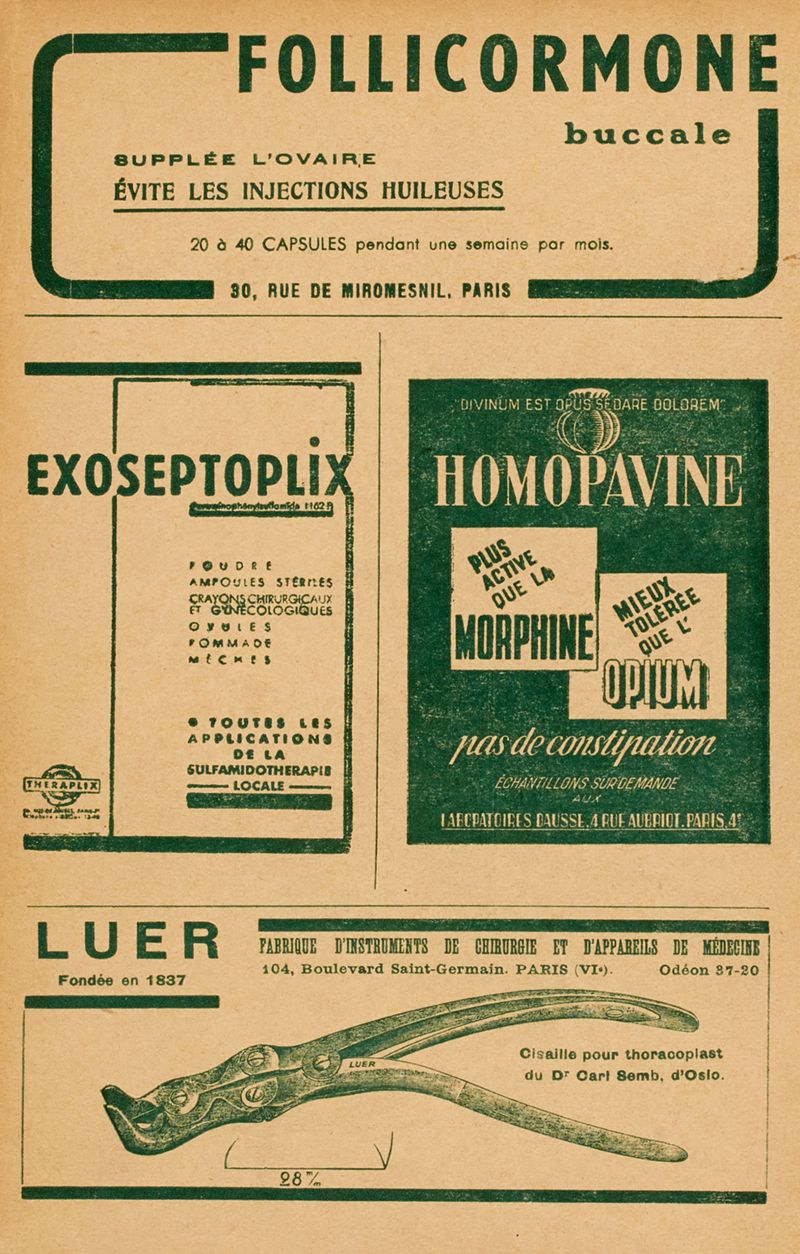 FOLLICORMONE
buccale
SUPPLÉE L'OVAIRE
ÉVITE LES INJECTIONS HUILEUSES
20 à 40 CAPSULES pendant une semaine par mois.
30, RUE DE MIROMESNIL, PARIS
EXOSEPTOPLIX
1162 F
POUDRE
AMPOULES STÉRILES
CRAYONS CHIRURGICAUX
ET GYNÉCOLOGIQUES
OVULES
POMMADE
MÈCHES
● TOUTES LES
APPLICATIONS
DE LA
SULFAMIDOTHERAPIE
LOCALE
THERAPLIX
"DIVINUM EST OPUS SEDARE DOLOREM"
HOMOPAVINE
PLUS
ACTIVE
QUE LA
MORPHINE
MIEUX
TOLÉRÉE
QUE L'
OPIUM
pas de constipation
ÉCHANTILLONS SUR DEMANDE
AUX
LABORATOIRES DAUSSE, 4 RUE AUBRIOT. PARIS. 4e
LUER
Fondée en 1837
FABRIQUE D'INSTRUMENTS DE CHIRURGIE ET D'APPAREILS DE MÉDECINE
104, Boulevard Saint-Germain. PARIS (VIe). Odéon 37-20
LUER
Cisaille pour thoracoplast
du Dr Carl Semb, d'Oslo.
28 m/m